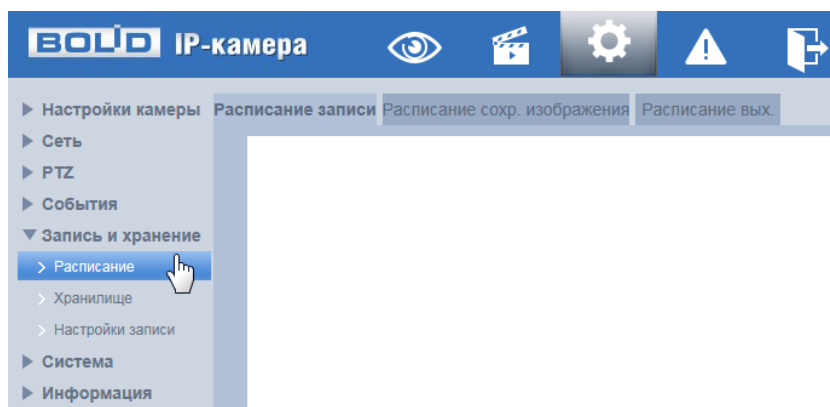 BOLID IP-камера
Настройки камеры
Сеть
PTZ
События
Запись и хранение
Расписание
Хранилище
Настройки записи
Система
Информация
Расписание записи Расписание сохр. изображения Расписание вых.